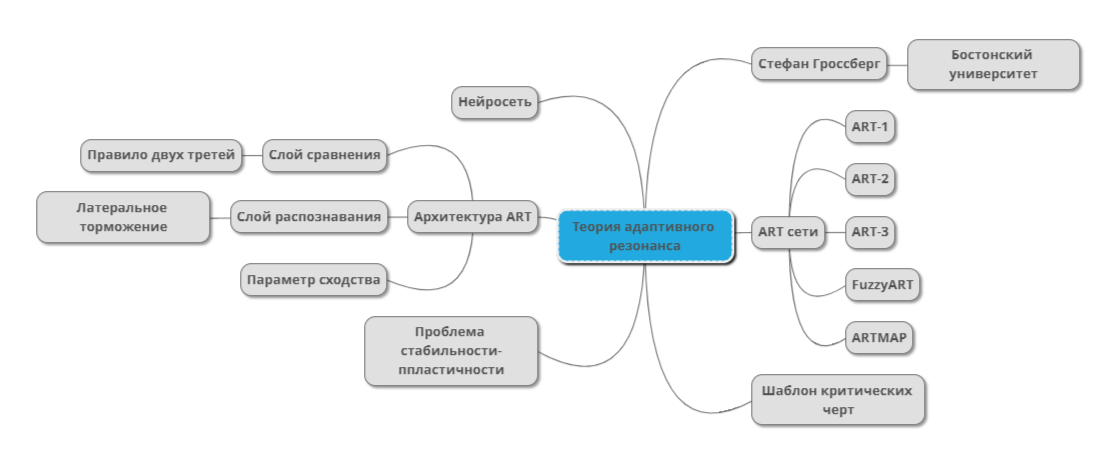 Теория адаптивного
резонанса
Стефан Гроссберг
Бостонский
университет
ART сети
ART-1
ART-2
ART-3
FuzzyART
ARTMAP
Шаблон критических
черт
Нейросеть
Архитектура ART
Слой сравнения
Правило двух третей
Слой распознавания
Латеральное
торможение
Параметр сходства
Проблема
стабильности-
ппластичности